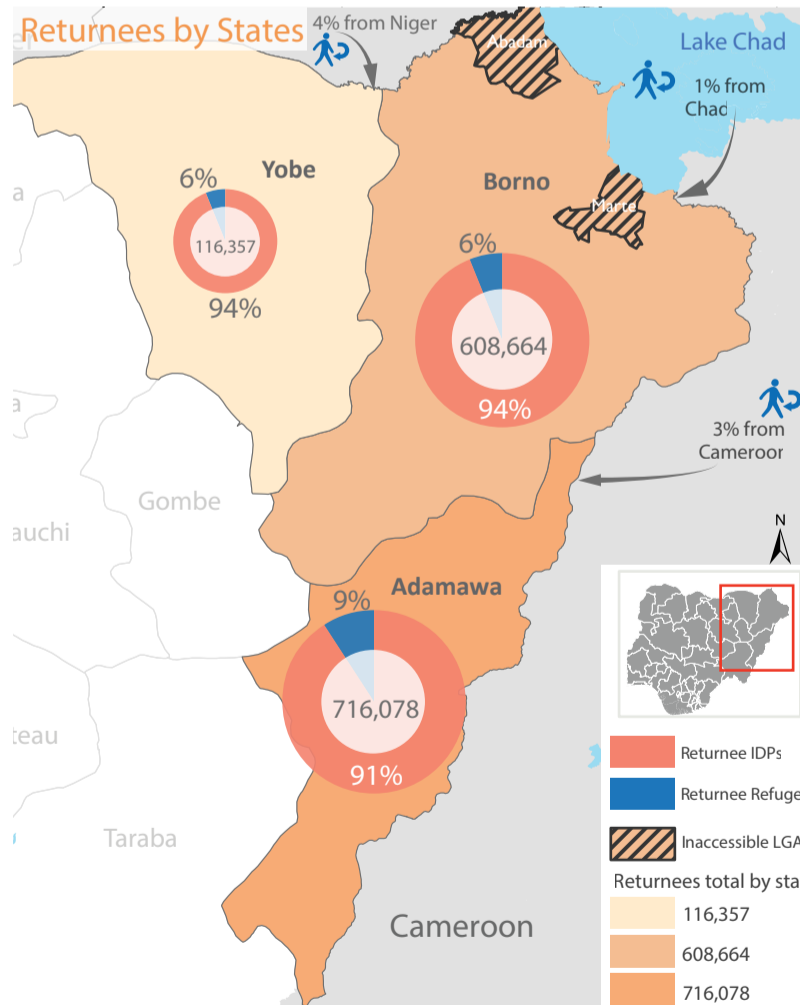 Returnees by States
4% from Niger
Abadam
Lake Chad
1% from
Chad
Yobe
6%
116,357
94%
Borno
Marte
6%
608,664
94%
3% from
Cameroon
Gombe
auchi
N
Adamawa
9%
716,078
91%
teau
Taraba
Cameroon
Returnee IDPs
Returnee Refuge
Inaccessible LGA
Returnees total by sta
116,357
608,664
716,078